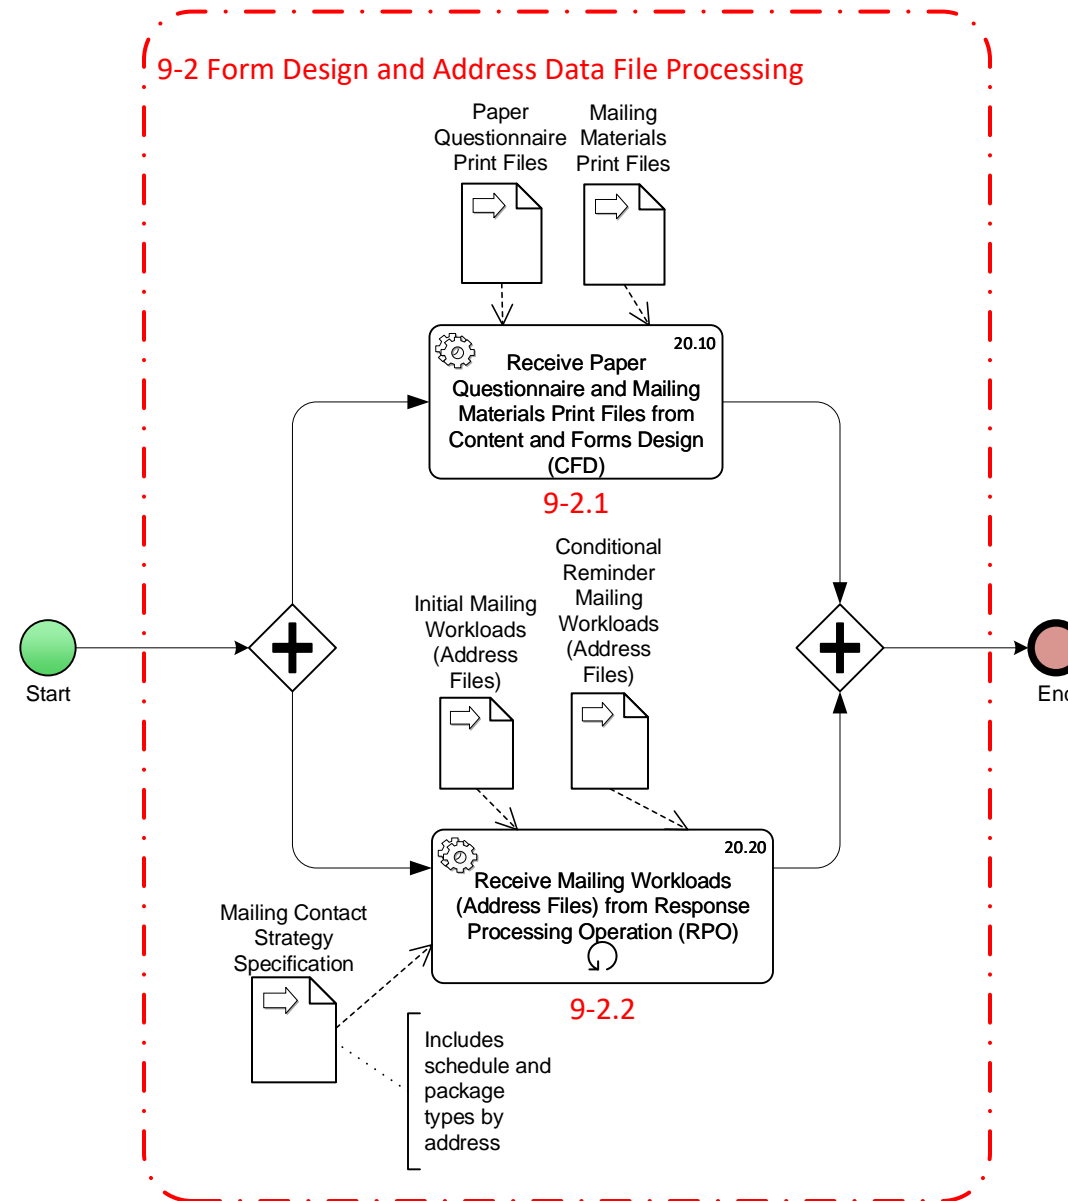 9-2 Form Design and Address Data File Processing
Paper
Questionnaire
Print Files
Mailing
Materials
Print Files
20.10
Receive Paper
Questionnaire and Mailing
Materials Print Files from
Content and Forms Design
(CFD)
9-2.1
Conditional
Reminder
Mailing
Workloads
(Address
Files)
Initial Mailing
Workloads
(Address
Files)
Start
End
20.20
Receive Mailing Workloads
(Address Files) from Response
Processing Operation (RPO)
9-2.2
Mailing Contact
Strategy
Specification
Includes
schedule and
package
types by
address